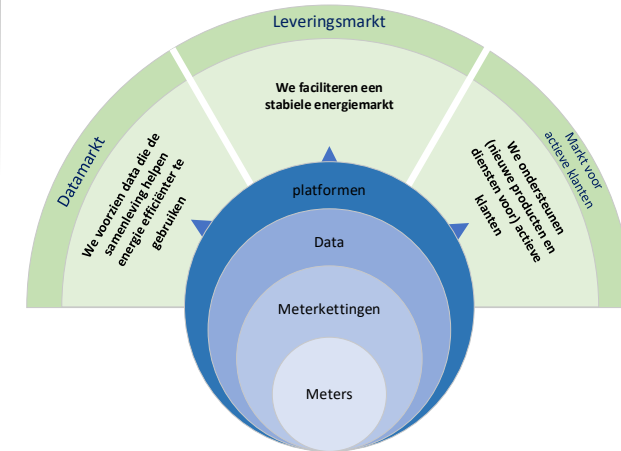 Leveringsmarkt
We faciliteren een
stabiele energiemarkt
Datamarkt
We voorzien data die de
samenleving helpen
energie efficiënter te
gebruiken
Markt voor
actieve klanten
We ondersteunen
(nieuwe producten en
diensten voor) actieve
klanten
platformen
Data
Meterkettingen
Meters